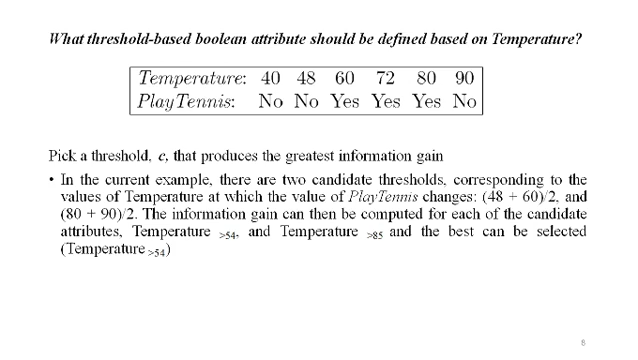 What threshold-based boolean attribute should be defined based on Temperature?
Temperature: 40 48 60 72 80 90
PlayTennis: No No Yes Yes Yes No
Pick a threshold, c, that produces the greatest information gain
• In the current example, there are two candidate thresholds, corresponding to the
values of Temperature at which the value of PlayTennis changes: (48 + 60)/2, and
(80 + 90)/2. The information gain can then be computed for each of the candidate
attributes, Temperature >54, and Temperature >85 and the best can be selected
(Temperature >54)
8